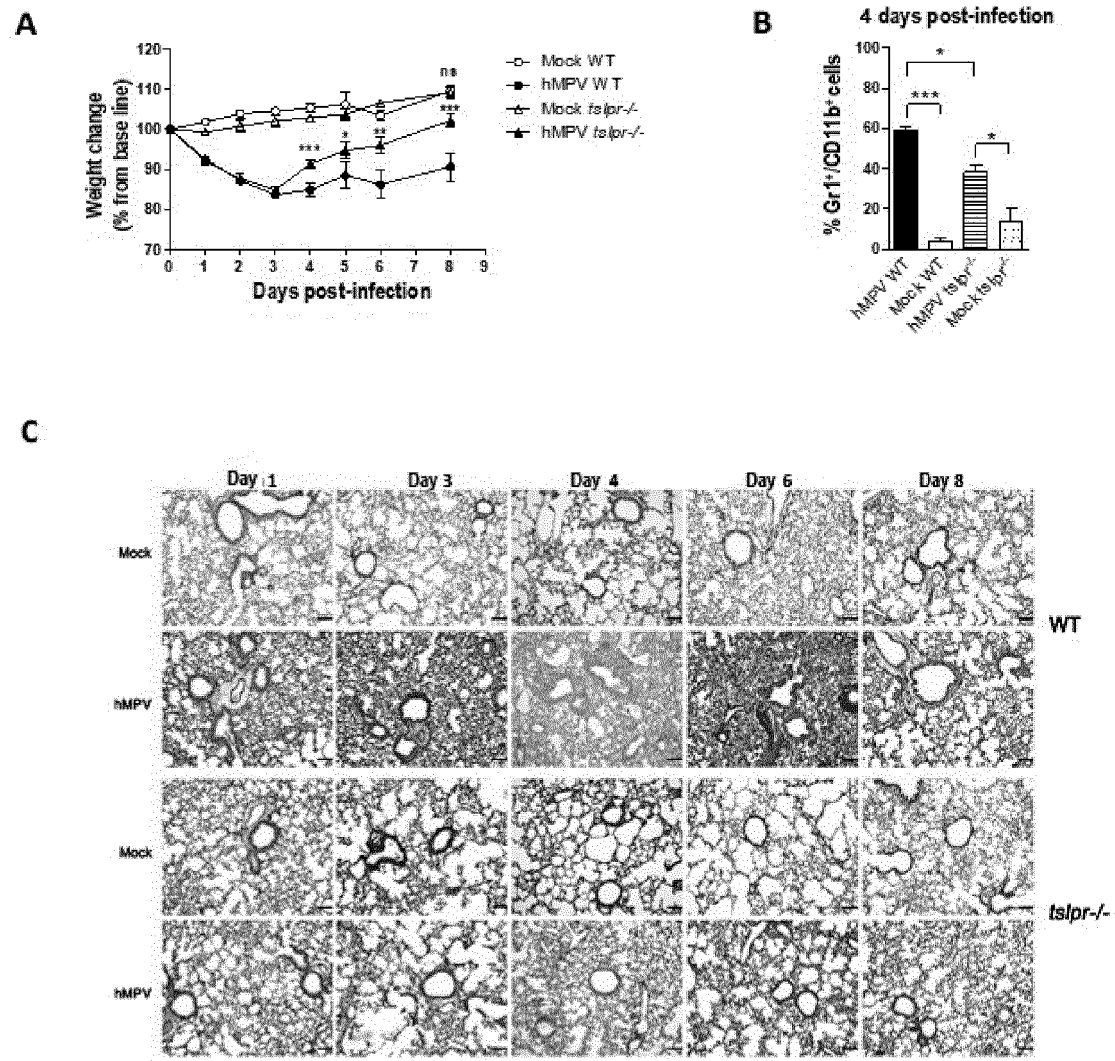 A
Weight change
(% from base line)
120
110
100
90
80
70
0 1 2 3 4 5 6 7 8 9
Days post-infection
*** * ** ***
ns
Mock WT
hMPV WT
Mock tslpr-/-
hMPV tslpr-/-
B
4 days post-infection
% Gr1+/CD11b+ cells
100
80
60
40
20
0
*
***
*
hMPV WT
Mock WT
hMPV tslpr-/-
Mock tslpr-/-
C
Day 1 Day 3 Day 4 Day 6 Day 8
Mock
WT
hMPV
Mock
tslpr-/-
hMPV